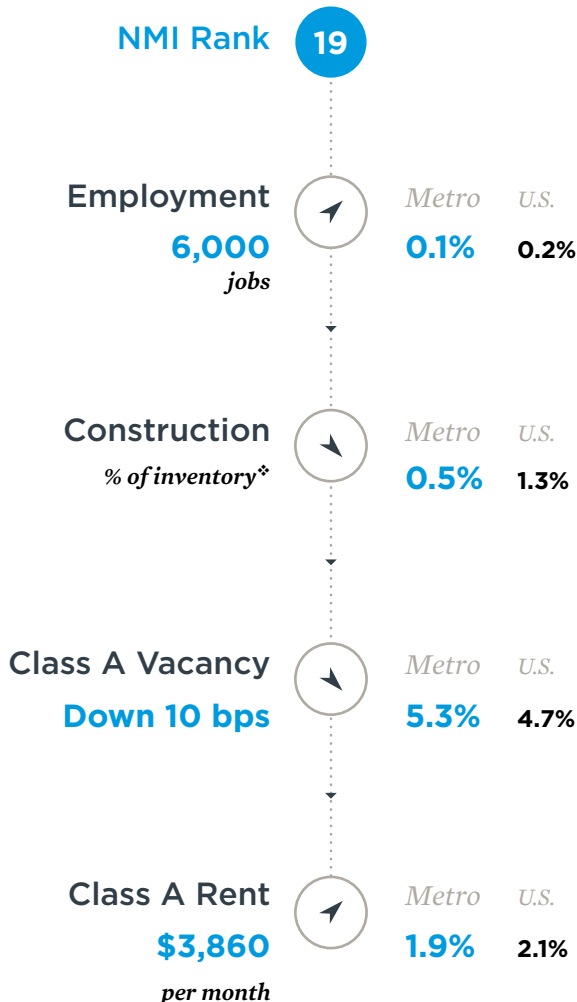 NMI Rank 19
Employment Metro U.S.
6,000 0.1% 0.2%
jobs
Construction Metro U.S.
% of inventory❖ 0.5% 1.3%
Class A Vacancy Metro U.S.
Down 10 bps 5.3% 4.7%
Class A Rent Metro U.S.
$3,860 1.9% 2.1%
per month